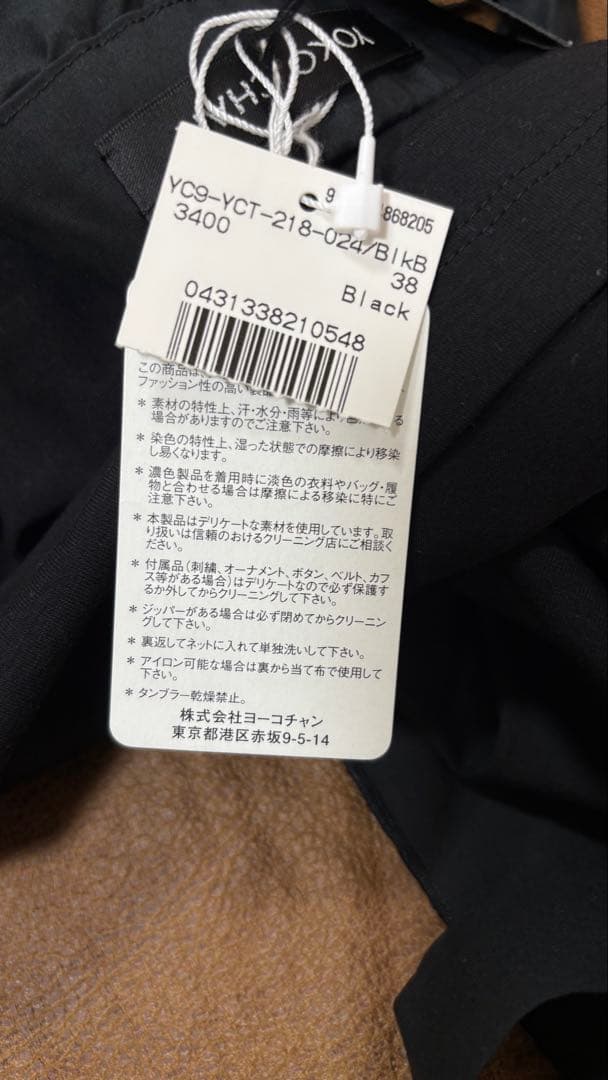 YOKO CHAN
9
868205
YC9-YCT-218-024/BlkB
3400
38
Black
0431338210548
この商品は、
ファッション性の高い
* 素材の特性上、汗・水分・雨等によ
る
場合がありますのでご注意下さい。
* 染色の特性上、湿った状態での摩擦により移染
し易くなります。
* 濃色製品を着用時に淡色の衣料やバッグ・履
物と合わせる場合は摩擦による移染に特にご
注意下さい。
* 本製品はデリケートな素材を使用しています。取
り扱いは信頼のおけるクリーニング店にご相談く
ださい。
* 付属品(刺繍、オーナメント、ボタン、ベルト、カフ
ス等がある場合)はデリケートなので必ず保護す
るか外してからクリーニングして下さい。
* ジッパーがある場合は必ず閉めてからクリーニン
グして下さい。
* 裏返してネットに入れて単独洗いして下さい。
* アイロン可能な場合は裏から当て布で使用して
下さい。
* タンブラー乾燥禁止。
株式会社ヨーコチャン
東京都港区赤坂9-5-14